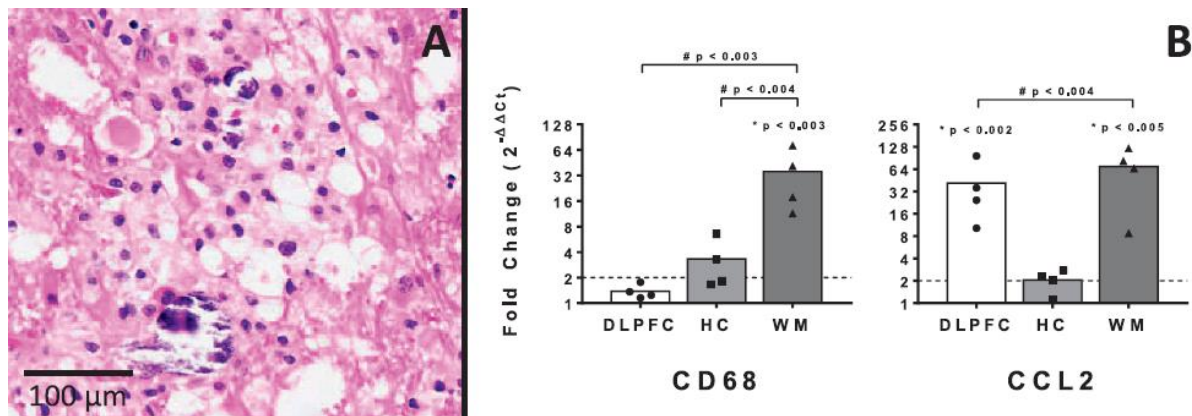 A
100 µm
B
Fold Change (2^-ΔΔCt)
# p < 0.003
# p < 0.004
* p < 0.003
128
64
32
16
8
4
2
1
DLPFC HC WM
CD68
# p < 0.004
* p < 0.002
* p < 0.005
256
128
64
32
16
8
4
2
1
DLPFC HC WM
CCL2